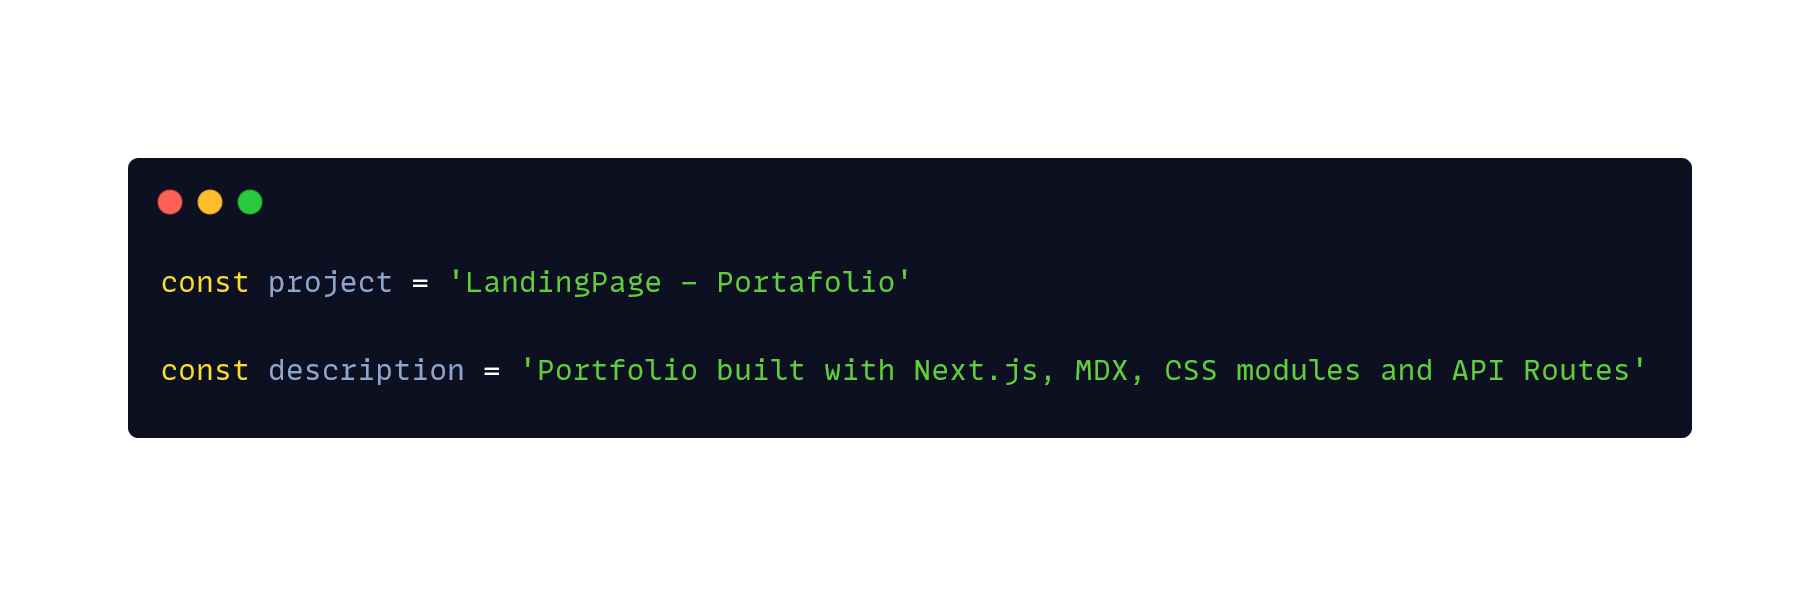 const project = 'LandingPage - Portafolio'
const description = 'Portfolio built with Next.js, MDX, CSS modules and API Routes'